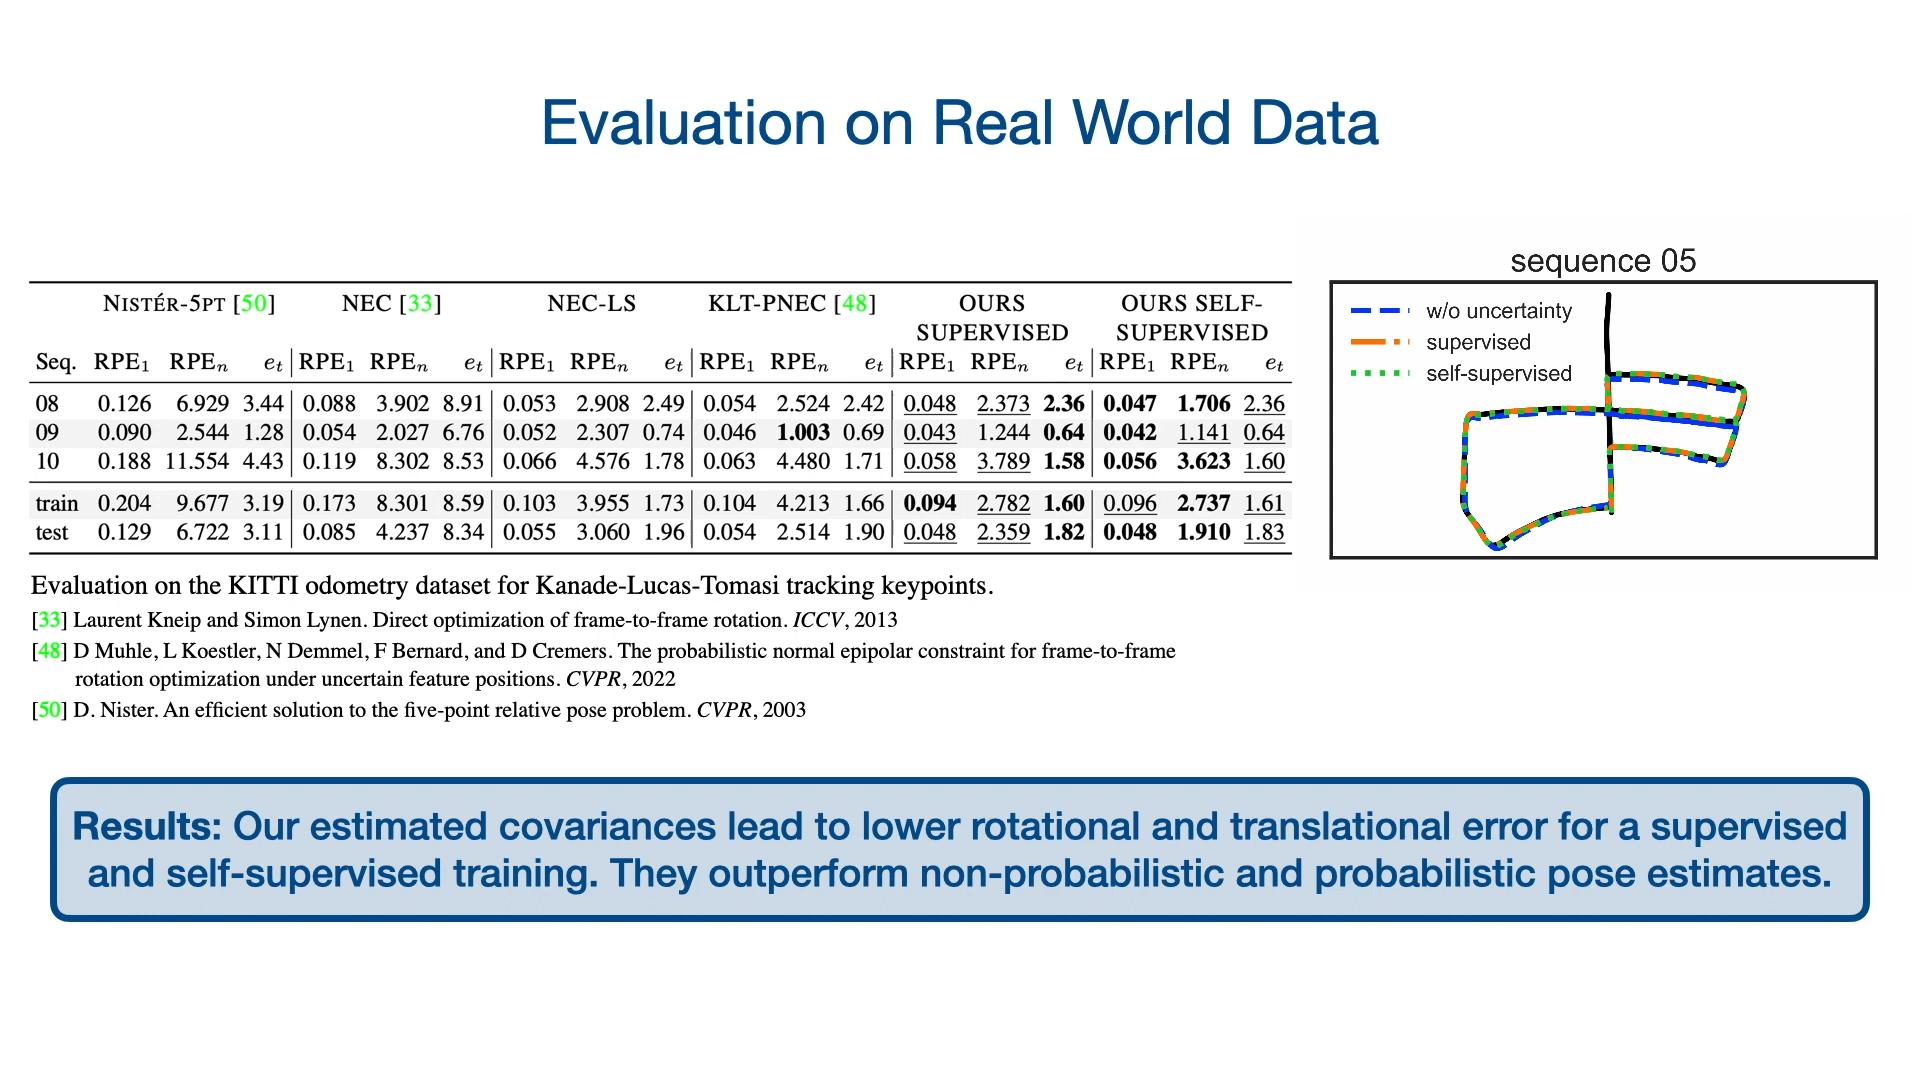 Evaluation on Real World Data
NISTÉR-5PT [50] NEC [33] NEC-LS KLT-PNEC [48] OURS SUPERVISED OURS SELF-SUPERVISED
Seq. RPE1 RPEn et RPE1 RPEn et RPE1 RPEn et RPE1 RPEn et RPE1 RPEn et RPE1 RPEn et
08 0.126 6.929 3.44 0.088 3.902 8.91 0.053 2.908 2.49 0.054 2.524 2.42 0.048 2.373 2.36 0.047 1.706 2.36
09 0.090 2.544 1.28 0.054 2.027 6.76 0.052 2.307 0.74 0.046 1.003 0.69 0.043 1.244 0.64 0.042 1.141 0.64
10 0.188 11.554 4.43 0.119 8.302 8.53 0.066 4.576 1.78 0.063 4.480 1.71 0.058 3.789 1.58 0.056 3.623 1.60
train 0.204 9.677 3.19 0.173 8.301 8.59 0.103 3.955 1.73 0.104 4.213 1.66 0.094 2.782 1.60 0.096 2.737 1.61
test 0.129 6.722 3.11 0.085 4.237 8.34 0.055 3.060 1.96 0.054 2.514 1.90 0.048 2.359 1.82 0.048 1.910 1.83
Evaluation on the KITTI odometry dataset for Kanade-Lucas-Tomasi tracking keypoints.
[33] Laurent Kneip and Simon Lynen. Direct optimization of frame-to-frame rotation. ICCV, 2013
[48] D Muhle, L Koestler, N Demmel, F Bernard, and D Cremers. The probabilistic normal epipolar constraint for frame-to-frame
rotation optimization under uncertain feature positions. CVPR, 2022
[50] D. Nister. An efficient solution to the five-point relative pose problem. CVPR, 2003
sequence 05
w/o uncertainty
supervised
self-supervised
Results: Our estimated covariances lead to lower rotational and translational error for a supervised
and self-supervised training. They outperform non-probabilistic and probabilistic pose estimates.